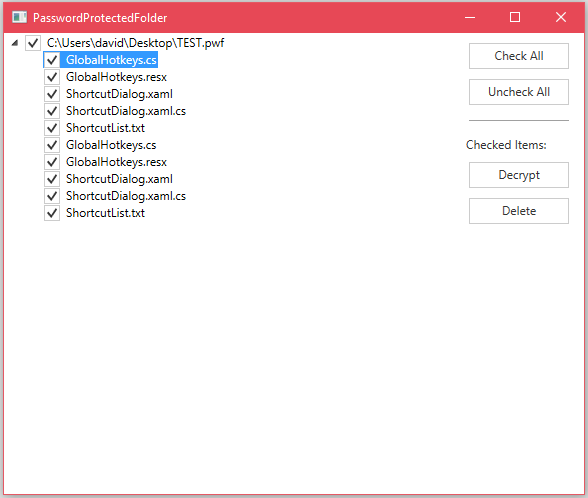 PasswordProtectedFolder
C:\Users\david\Desktop\TEST.pwf
GlobalHotkeys.cs
GlobalHotkeys.resx
ShortcutDialog.xaml
ShortcutDialog.xaml.cs
ShortcutList.txt
GlobalHotkeys.cs
GlobalHotkeys.resx
ShortcutDialog.xaml
ShortcutDialog.xaml.cs
ShortcutList.txt
Check All
Uncheck All
Checked Items:
Decrypt
Delete